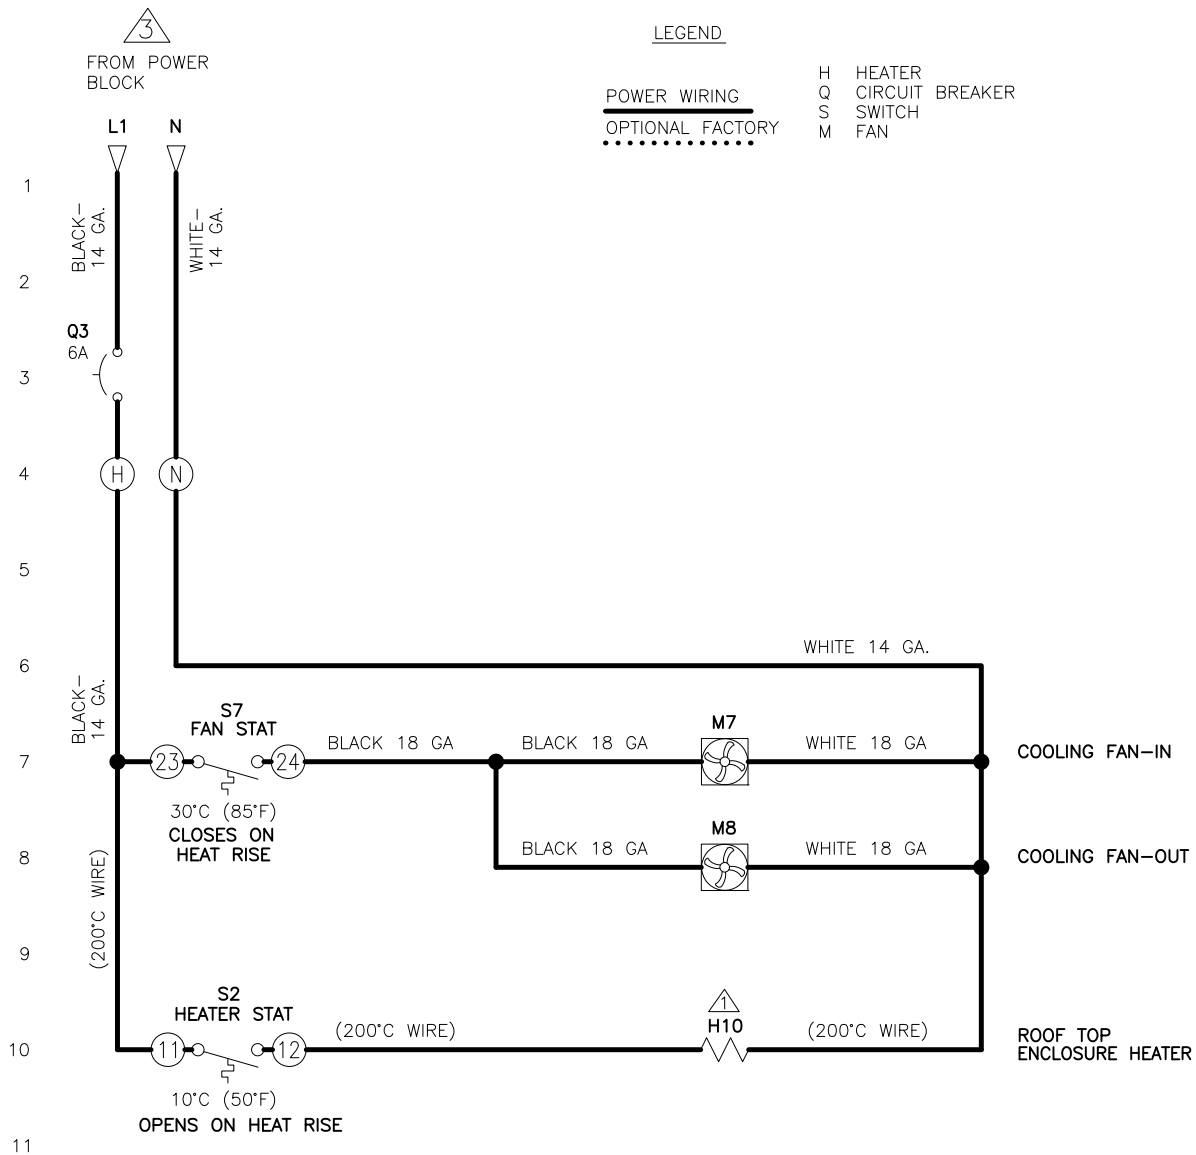 3
FROM POWER
BLOCK
LEGEND
POWER WIRING
OPTIONAL FACTORY
H HEATER
Q CIRCUIT BREAKER
S SWITCH
M FAN
L1 N
1
BLACK-
14 GA.
WHITE-
14 GA.
2
Q3
6A
3
4
H
N
5
6
WHITE 14 GA.
BLACK-
14 GA.
S7
FAN STAT
M7
7
23
24
BLACK 18 GA
BLACK 18 GA
WHITE 18 GA
COOLING FAN-IN
30°C (85°F)
CLOSES ON
HEAT RISE
M8
8
BLACK 18 GA
WHITE 18 GA
COOLING FAN-OUT
(200°C WIRE)
9
S2
HEATER STAT
1
H10
10
11
12
(200°C WIRE)
(200°C WIRE)
ROOF TOP
ENCLOSURE HEATER
10°C (50°F)
OPENS ON HEAT RISE
11